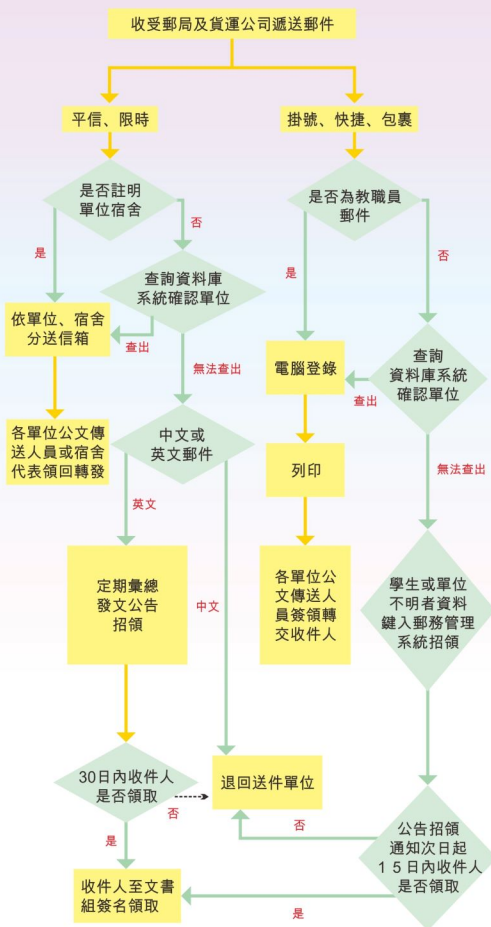 收受郵局及貨運公司遞送郵件
平信、限時
掛號、快捷、包裹
是否註明
單位宿舍
是否為教職員
郵件
是
否
是
否
查詢資料庫
系統確認單位
依單位、宿舍
分送信箱
查出
無法查出
電腦登錄
查出
查詢
資料庫系統
確認單位
各單位公文傳
送人員或宿舍
代表領回轉發
中文或
英文郵件
列印
無法查出
英文
中文
定期彙總
發文公告
招領
各單位公
文傳送人
員簽領轉
交收件人
學生或單位
不明者資料
鍵入郵務管理
系統招領
30日內收件人
是否領取
否
是
退回送件單位
否
公告招領
通知次日起
15日內收件人
是否領取
收件人至文書
組簽名領取
是